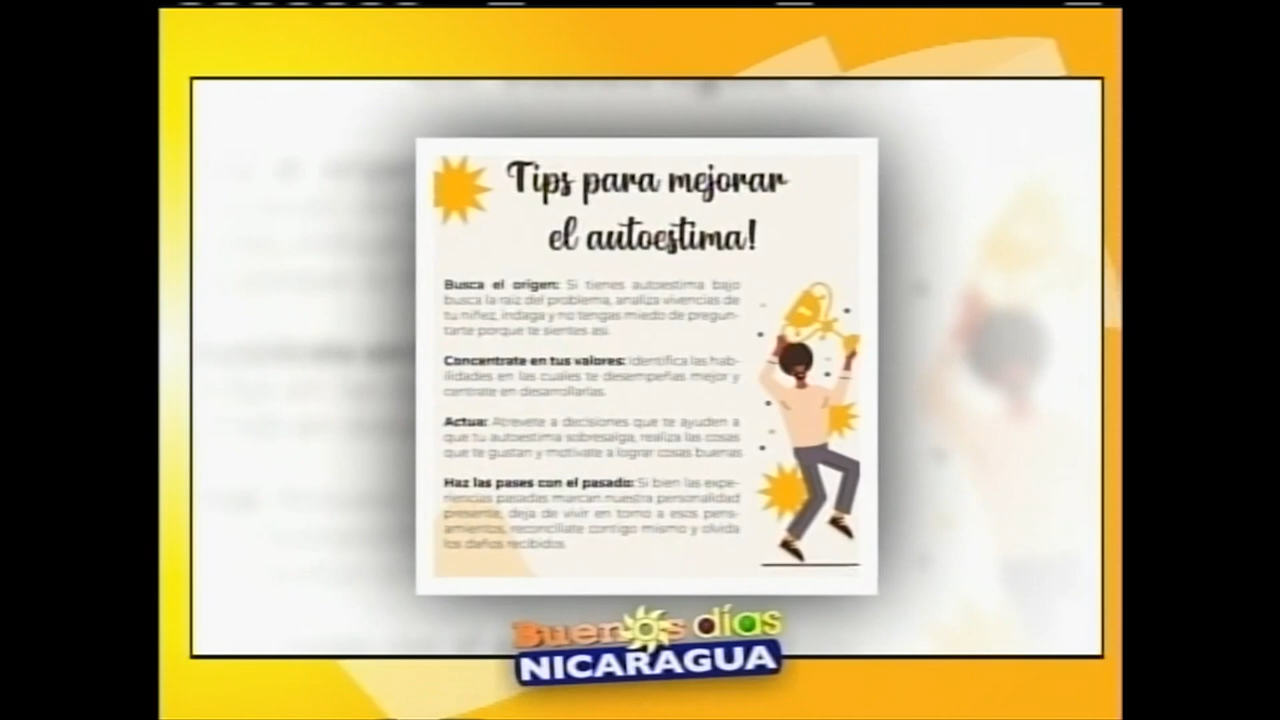 Tips para mejorar
el autoestima!
Busca el origen: Si tienes autoestima bajo
busca la raiz del problema, analiza vivencias de
tu niñez, indaga y no tengas miedo de pregun-
tarte porque te sientes asi.
Concentrate en tus valores: identifica las hab-
ilidades en las cuales te desempeñas mejor y
centrate en desarrollarlas.
Actua: Atrevete a decisiones que te ayuden a
que tu autoestima sobresalga, realiza las cosas
que te gustan y motivate a lograr cosas buenas
Haz las pases con el pasado: Si bien las expe-
riencias pasadas marcan nuestra personalidad
presente, deja de vivir en torno a esos pens-
amientos, reconciliate contigo mismo y olvida
los daños recibidos
Buenos días
NICARAGUA